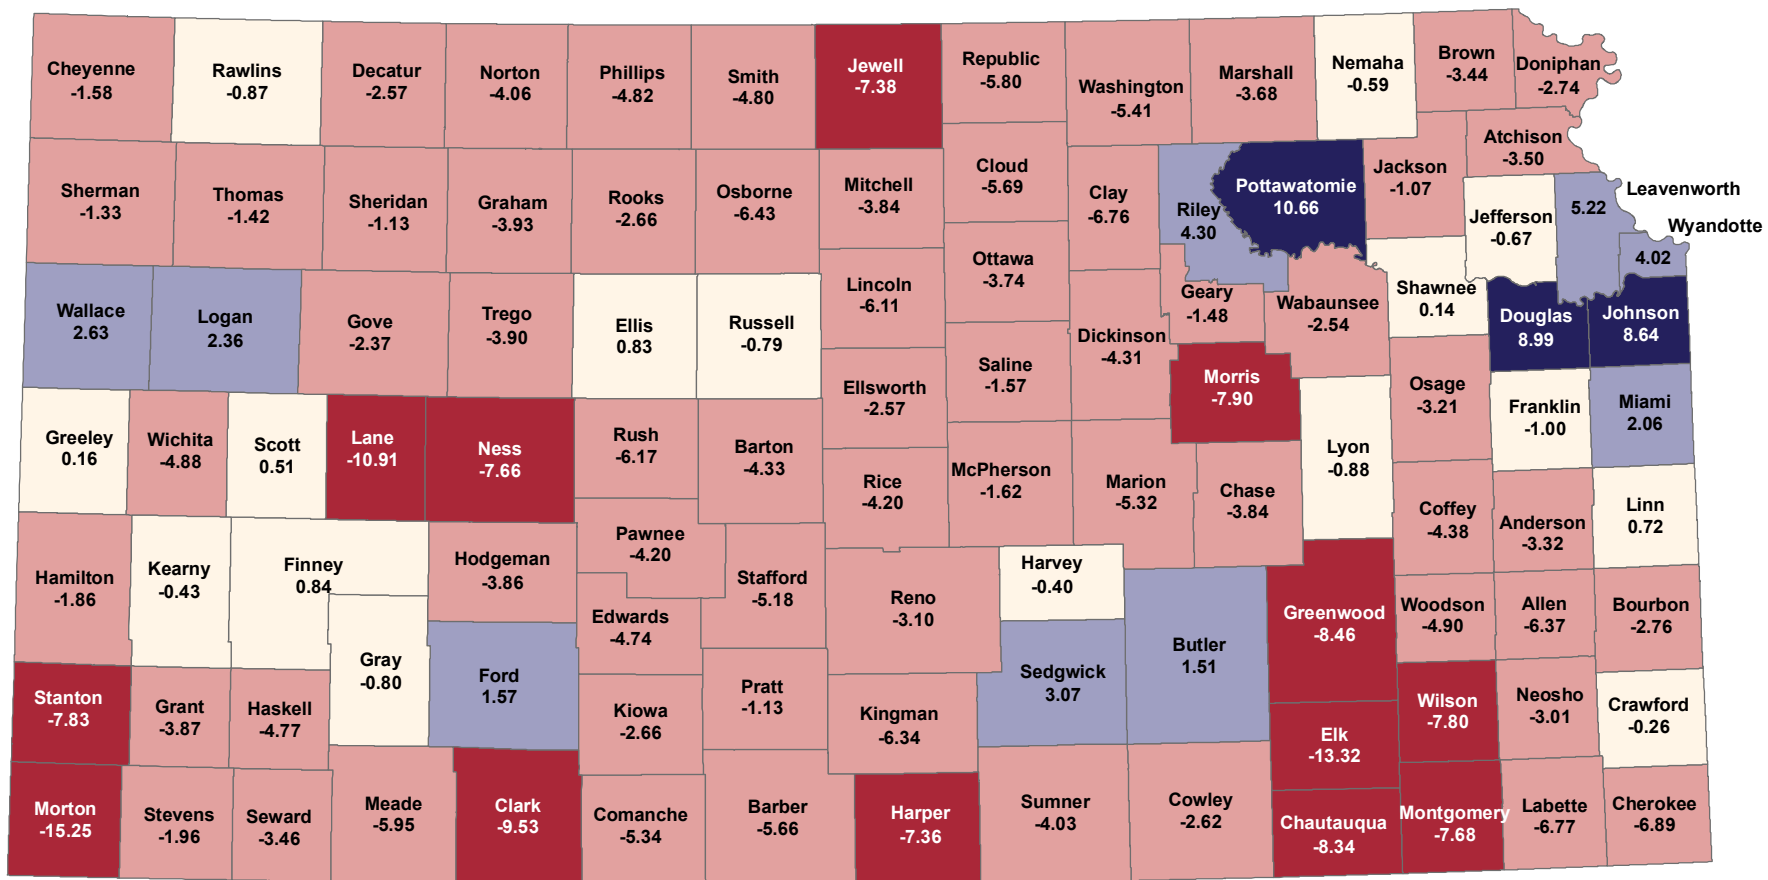 Cheyenne
-1.58
Rawlins
-0.87
Decatur
-2.57
Norton
-4.06
Phillips
-4.82
Smith
-4.80
Jewell
-7.38
Republic
-5.80
Washington
-5.41
Marshall
-3.68
Nemaha
-0.59
Brown
-3.44
Doniphan
-2.74
Atchison
-3.50
Sherman
-1.33
Thomas
-1.42
Sheridan
-1.13
Graham
-3.93
Rooks
-2.66
Osborne
-6.43
Mitchell
-3.84
Cloud
-5.69
Clay
-6.76
Riley
4.30
Pottawatomie
10.66
Jackson
-1.07
Jefferson
-0.67
Leavenworth
5.22
Wyandotte
4.02
Wallace
2.63
Logan
2.36
Gove
-2.37
Trego
-3.90
Ellis
0.83
Russell
-0.79
Lincoln
-6.11
Ottawa
-3.74
Dickinson
-4.31
Geary
-1.48
Wabaunsee
-2.54
Shawnee
0.14
Douglas
8.99
Johnson
8.64
Ellsworth
-2.57
Saline
-1.57
Morris
-7.90
Osage
-3.21
Franklin
-1.00
Miami
2.06
Greeley
0.16
Wichita
-4.88
Scott
0.51
Lane
-10.91
Ness
-7.66
Rush
-6.17
Barton
-4.33
Rice
-4.20
McPherson
-1.62
Marion
-5.32
Chase
-3.84
Lyon
-0.88
Coffey
-4.38
Anderson
-3.32
Linn
0.72
Hamilton
-1.86
Kearny
-0.43
Finney
0.84
Hodgeman
-3.86
Pawnee
-4.20
Stafford
-5.18
Edwards
-4.74
Reno
-3.10
Harvey
-0.40
Greenwood
-8.46
Woodson
-4.90
Allen
-6.37
Bourbon
-2.76
Gray
-0.80
Ford
1.57
Sedgwick
3.07
Butler
1.51
Stanton
-7.83
Grant
-3.87
Haskell
-4.77
Kiowa
-2.66
Pratt
-1.13
Kingman
-6.34
Elk
-13.32
Wilson
-7.80
Neosho
-3.01
Crawford
-0.26
Morton
-15.25
Stevens
-1.96
Seward
-3.46
Meade
-5.95
Clark
-9.53
Comanche
-5.34
Barber
-5.66
Harper
-7.36
Sumner
-4.03
Cowley
-2.62
Chautauqua
-8.34
Montgomery
-7.68
Labette
-6.77
Cherokee
-6.89